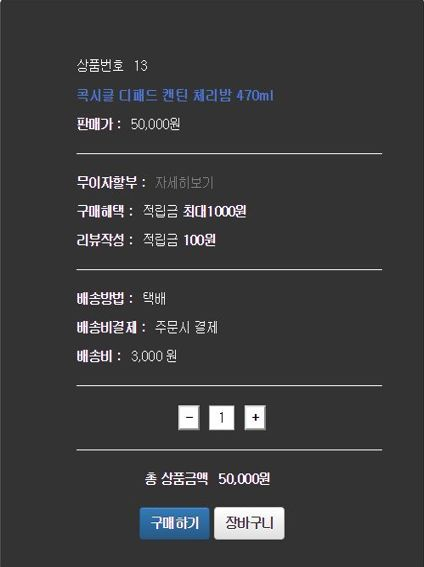 상품번호 13
콕시클 디패드 캔틴 체리밤 470ml
판매가 : 50,000원
무이자할부 : 자세히보기
구매혜택 : 적립금 최대1000원
리뷰작성 : 적립금 100원
배송방법 : 택배
배송비결제 : 주문시 결제
배송비 : 3,000 원
- 1 +
총 상품금액 50,000원
구매하기 장바구니